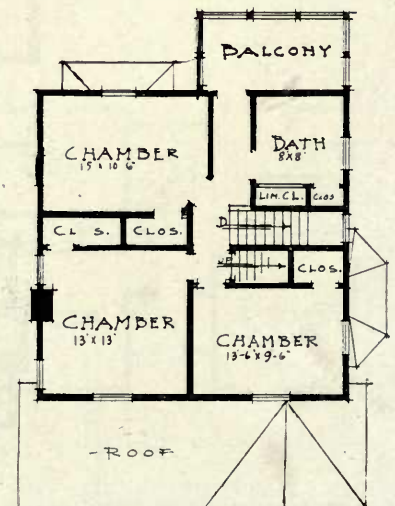 BALCONY
CHAMBER
15' X 10'-6"
BATH
8'X8'
LIN. CL.
CLOS
CL S.
CLOS.
D
UP
CLOS.
CHAMBER
13' X 13'
CHAMBER
13'-6" X 9'-6"
-ROOF